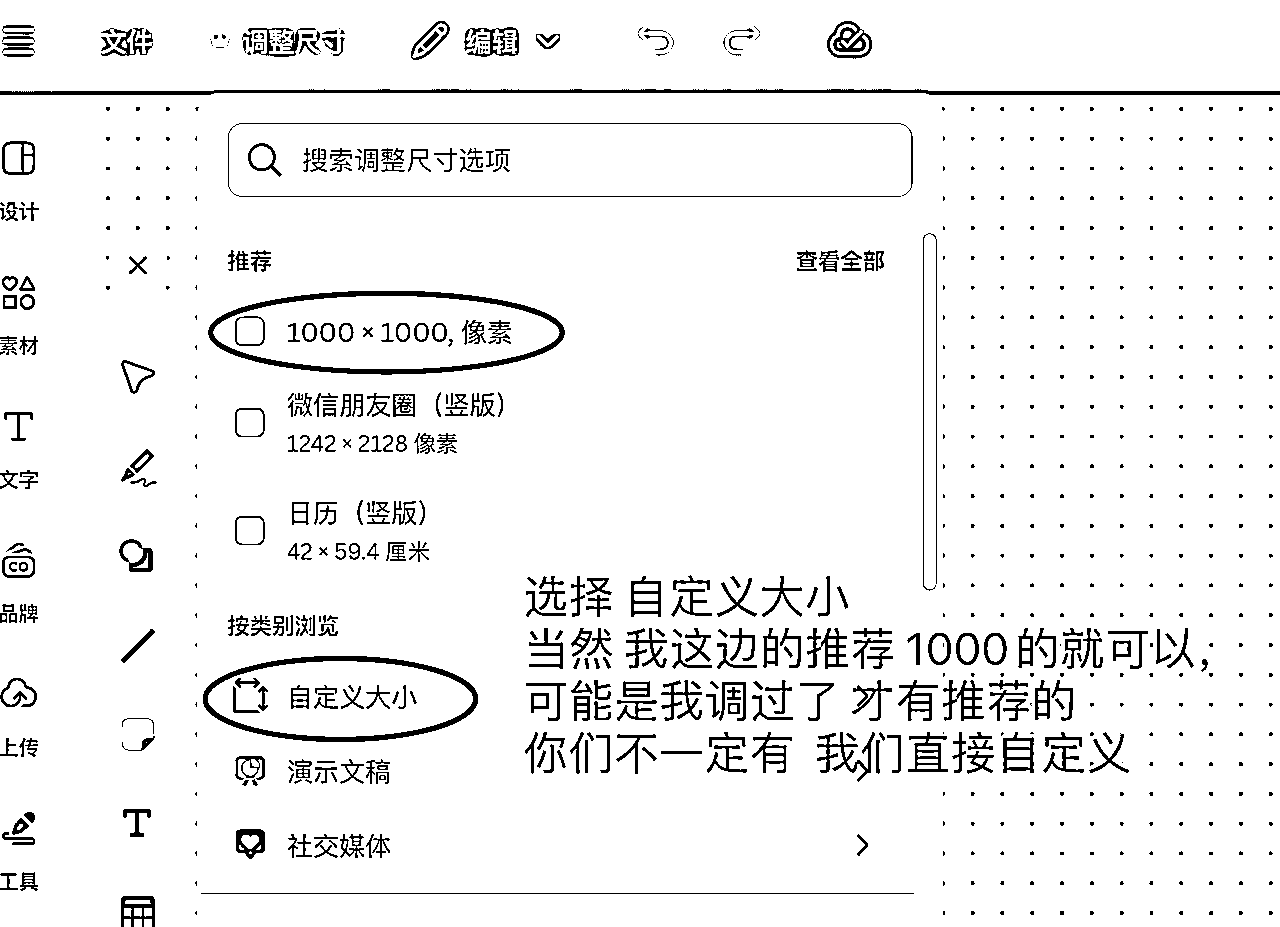 文件 调整尺寸 编辑
搜索调整尺寸选项
设计
素材
文字
品牌
上传
工具
推荐 查看全部
1000 × 1000, 像素
微信朋友圈（竖版）
1242 × 2128 像素
日历（竖版）
42 × 59.4 厘米
按类别浏览
自定义大小
演示文稿
社交媒体
选择 自定义大小
当然 我这边的推荐 1000 的就可以,
可能是我调过了 才有推荐的
你们不一定有 我们直接自定义